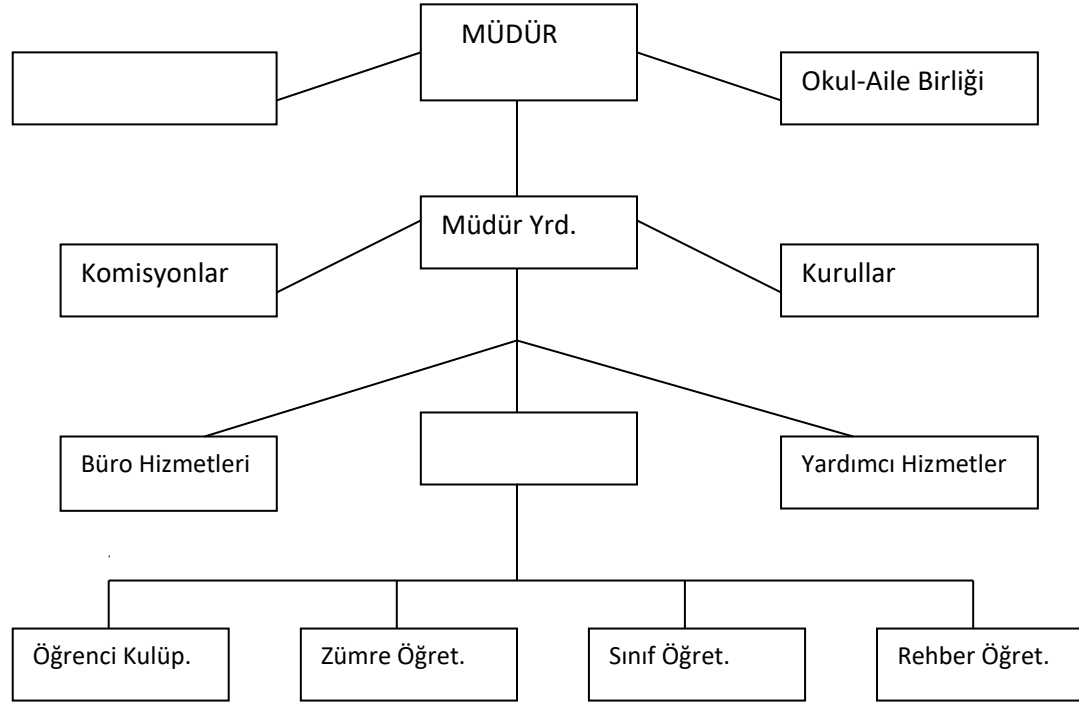 MÜDÜR
Okul-Aile Birliği
Müdür Yrd.
Komisyonlar
Kurullar
Büro Hizmetleri
Yardımcı Hizmetler
Öğrenci Kulüp.
Zümre Öğret.
Sınıf Öğret.
Rehber Öğret.